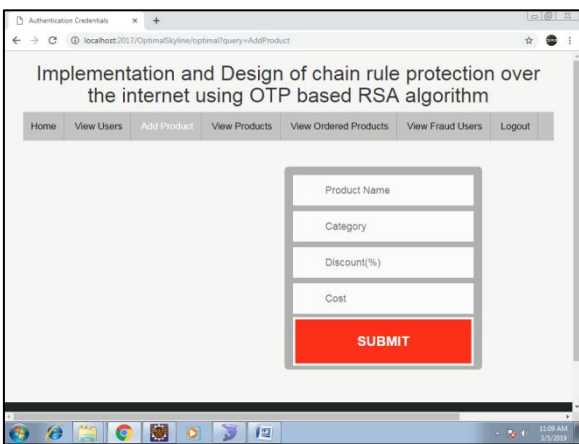 Authentication Credentials
localhost:2017/OptimalSkyline/optimal?query=AddProduct
Implementation and Design of chain rule protection over
the internet using OTP based RSA algorithm
Home View Users Add Product View Products View Ordered Products View Fraud Users Logout
Product Name
Category
Discount(%)
Cost
SUBMIT
11:09 AM
3/5/2019